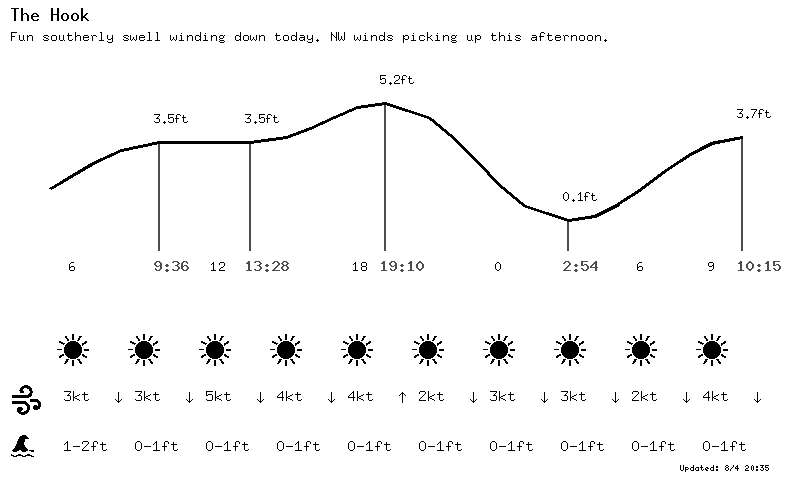 The Hook
Fun southerly swell winding down today. NW winds picking up this afternoon.
5.2ft
3.5ft 3.5ft 3.7ft
0.1ft
6 9:36 12 13:28 18 19:10 0 2:54 6 9 10:15
3kt ↓ 3kt ↓ 5kt ↓ 4kt ↓ 4kt ↑ 2kt ↓ 3kt ↓ 3kt ↓ 2kt ↓ 4kt ↓
1-2ft 0-1ft 0-1ft 0-1ft 0-1ft 0-1ft 0-1ft 0-1ft 0-1ft 0-1ft
Updated: 8/4 20:35